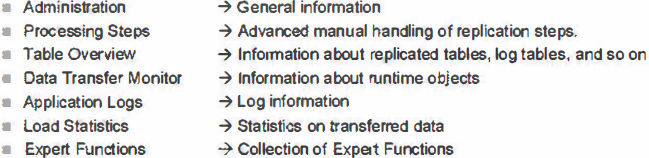 Administration → General information
Processing Steps → Advanced manual handling of replication steps.
Table Overview → Information about replicated tables, log tables, and so on
Data Transfer Monitor → Information about runtime objects
Application Logs → Log information
Load Statistics → Statistics on transferred data
Expert Functions → Collection of Expert Functions